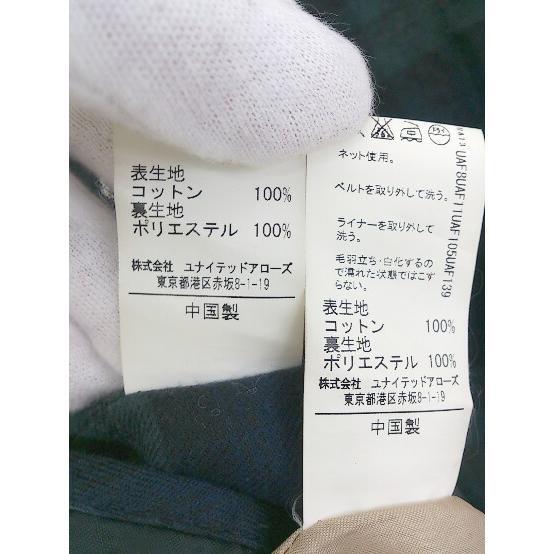 表生地
コットン 100%
裏生地
ポリエステル 100%
株式会社 ユナイテッドアローズ
東京都港区赤坂8-1-19
中国製
ネット使用。
ベルトを取り外して洗う。
ライナーを取り外して
洗う。
毛羽立ち・白化するの
で濡れた状態ではこす
らない。
表生地
コットン 100%
裏生地
ポリエステル 100%
株式会社 ユナイテッドアローズ
東京都港区赤坂8-1-19
中国製
UAF8UAF11UAF105UAF139